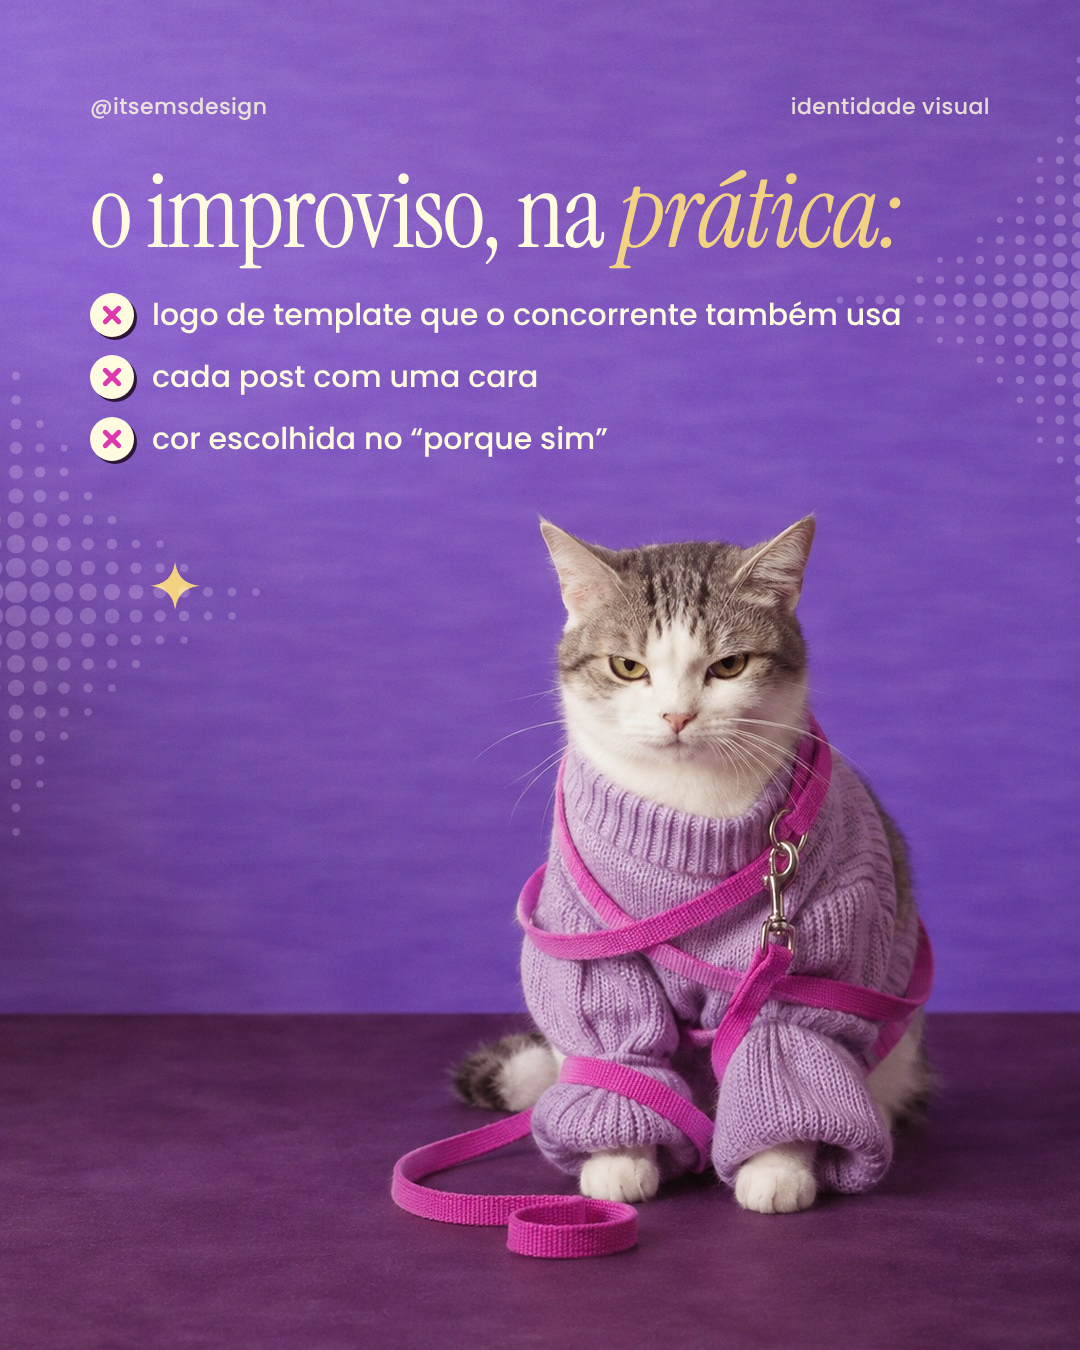 @itsemsdesign
identidade visual
o improviso, na prática:
logo de template que o concorrente também usa
cada post com uma cara
cor escolhida no “porque sim”